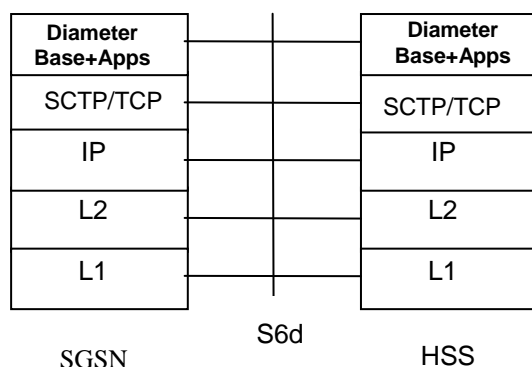 Diameter
Base+Apps
SCTP/TCP
IP
L2
L1
SGSN
S6d
Diameter
Base+Apps
SCTP/TCP
IP
L2
L1
HSS